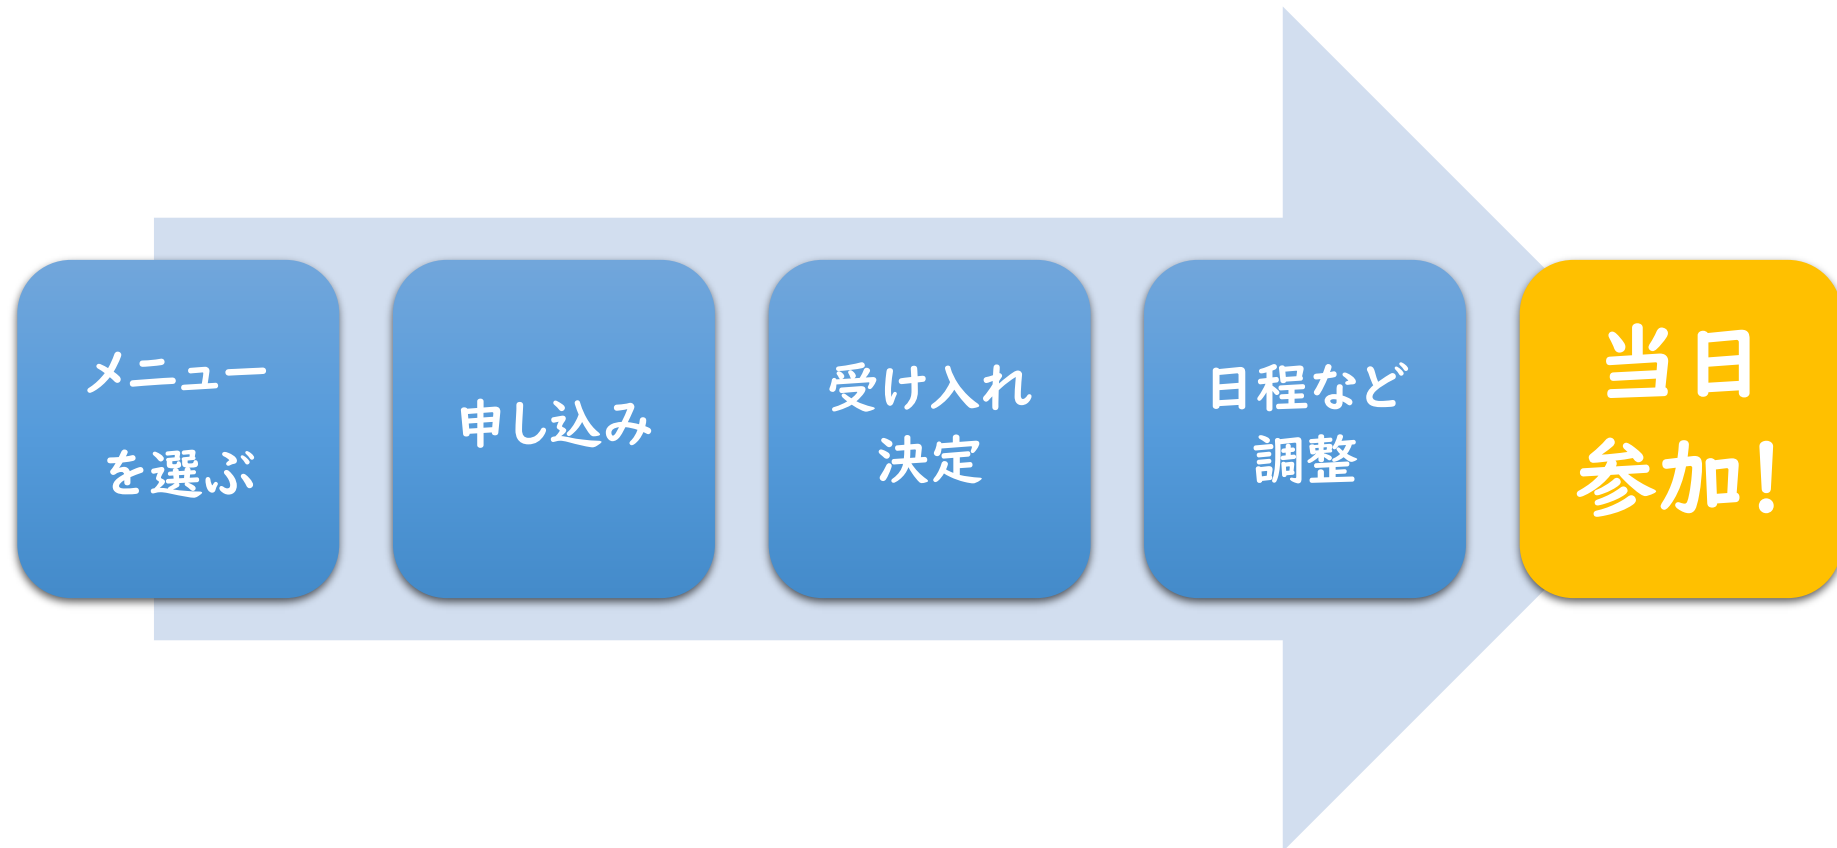 メニュー
を選ぶ
申し込み
受け入れ
決定
日程など
調整
当日
参加!